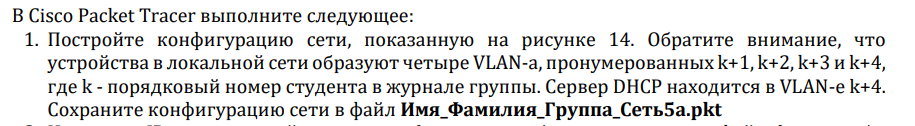 В Cisco Packet Tracer выполните следующее:
1. Постройте конфигурацию сети, показанную на рисунке 14. Обратите внимание, что
устройства в локальной сети образуют четыре VLAN-а, пронумерованных k+1, k+2, k+3 и k+4,
где k - порядковый номер студента в журнале группы. Сервер DHCP находится в VLAN-е k+4.
Сохраните конфигурацию сети в файл Имя_Фамилия_Группа_Сеть5а.pkt